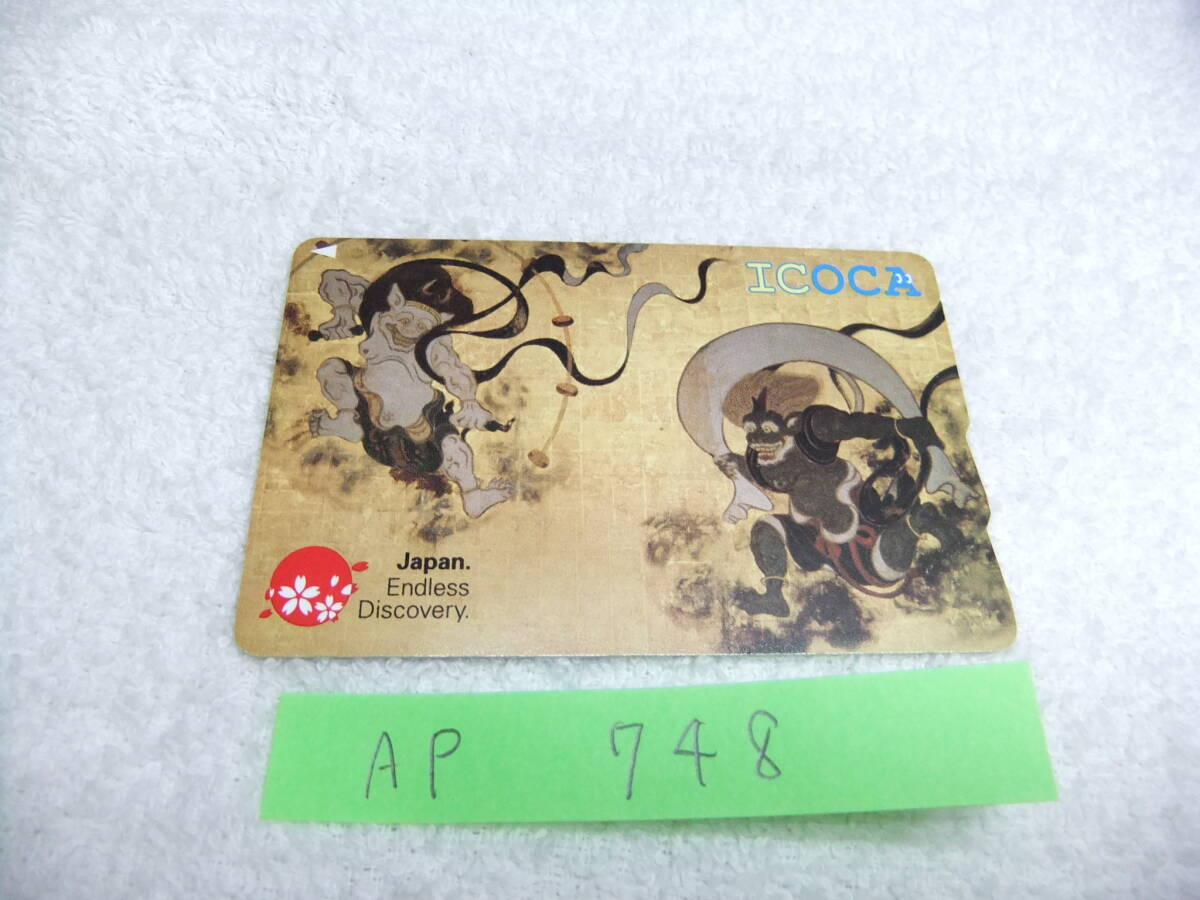 ICOCA
Japan.
Endless
Discovery.
AP 748